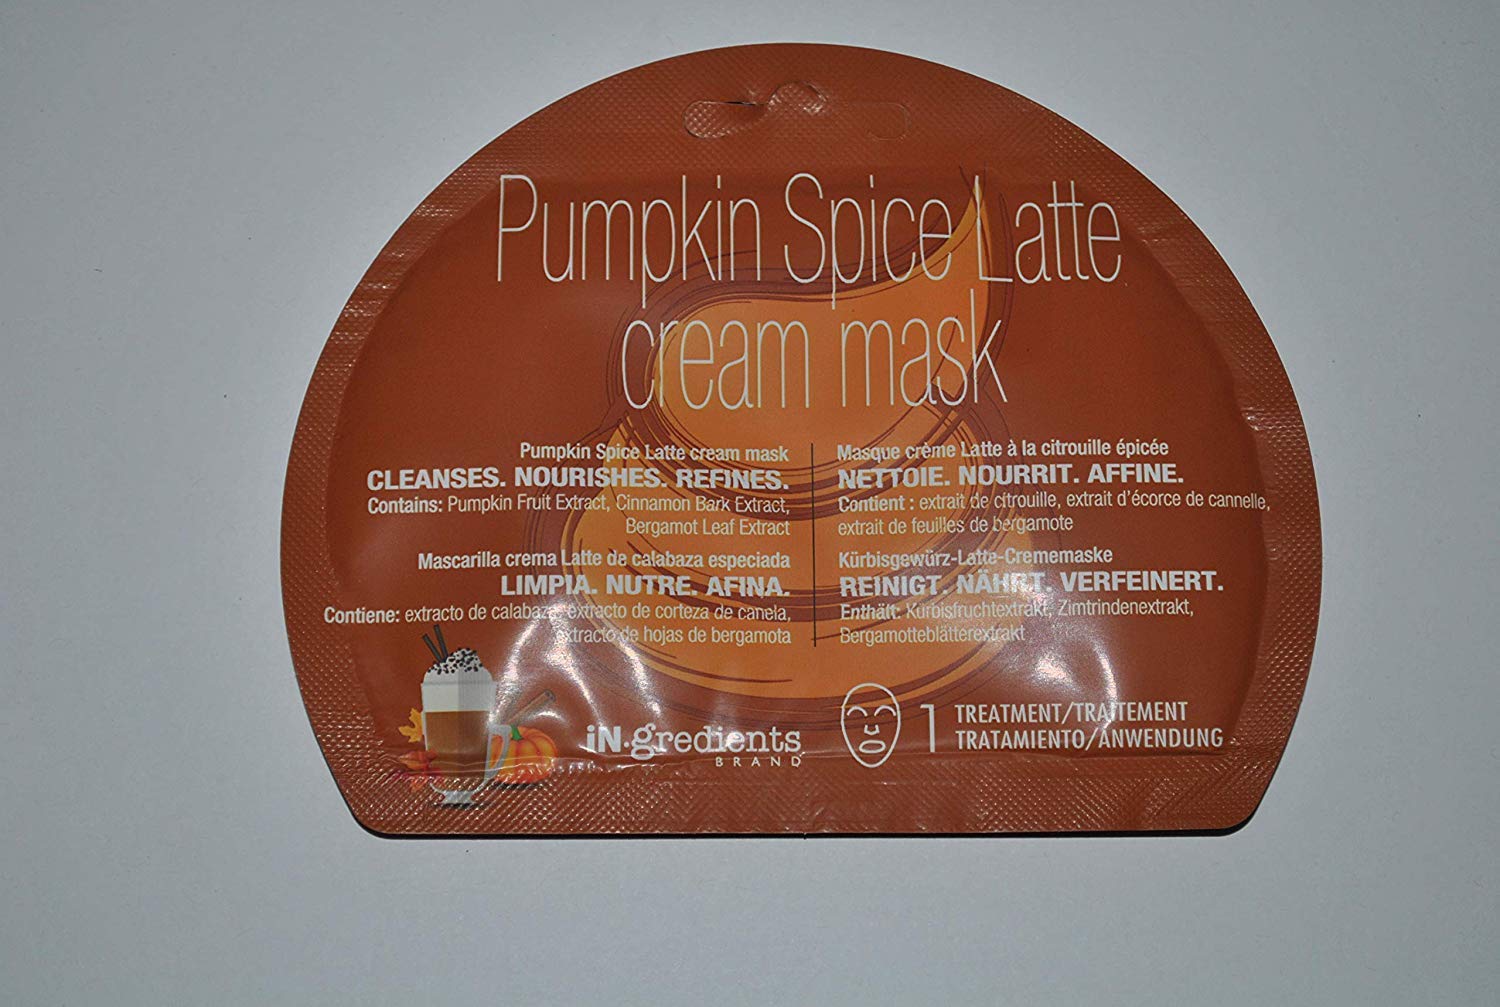 Pumpkin Spice Latte
cream mask
Pumpkin Spice Latte cream mask
CLEANSES. NOURISHES. REFINES.
Contains: Pumpkin Fruit Extract, Cinnamon Bark Extract,
Bergamot Leaf Extract
Masque crème Latte à la citrouille épicée
NETTOIE. NOURRIT. AFFINE.
Contient : extrait de citrouille, extrait d'écorce de cannelle,
extrait de feuilles de bergamote
Mascarilla crema Latte de calabaza especiada
LIMPIA. NUTRE. AFINA.
Contiene: extracto de calabaza, extracto de corteza de canela,
extracto de hojas de bergamota
Kürbisgewürz-Latte-Crememaske
REINIGT. NÄHRT. VERFEINERT.
Enthält: Kürbisfruchtextrakt, Zimtrindenextrakt,
Bergamotteblätterextrakt
iN·gredients
BRAND
1 TREATMENT/TRAITEMENT
TRATAMIENTO/ANWENDUNG